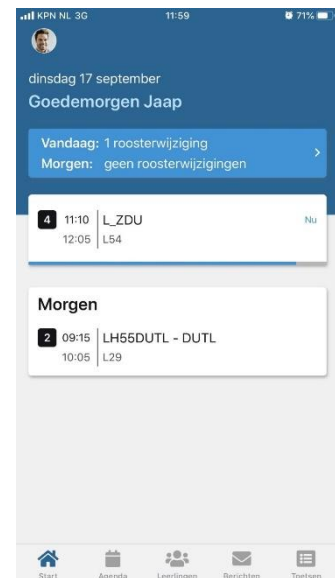 KPN NL 3G 11:59 71%
dinsdag 17 september
Goedemorgen Jaap
Vandaag: 1 roosterwijziging
Morgen: geen roosterwijzigingen
4 11:10 L_ZDU Nu
12:05 L54
Morgen
2 09:15 LH55DUTL - DUTL
10:05 L29
Start Agenda Leerlingen Berichten Toetsen